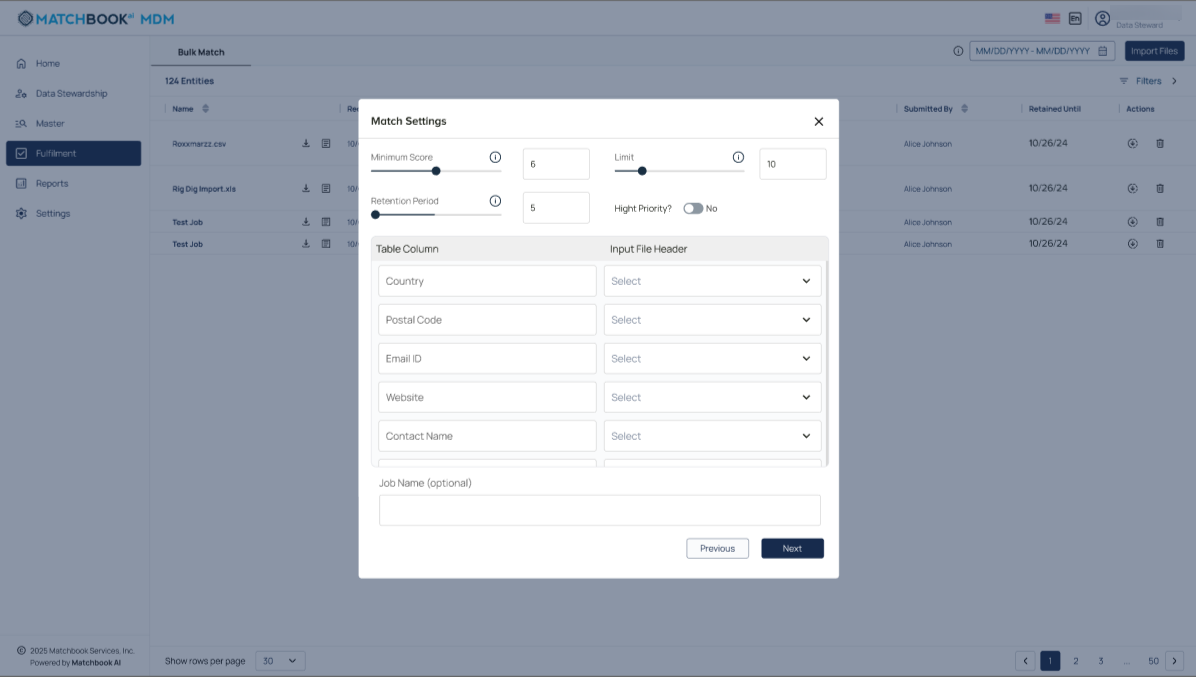 MATCHBOOK AI MDM
En
Data Steward
Home
Data Stewardship
Master
Fulfilment
Reports
Settings
Bulk Match
MM/DD/YYYY - MM/DD/YYYY
Import Files
124 Entities
Filters
Name
Submitted By
Retained Until
Actions
Roxxmarzz.csv
10/
Alice Johnson
10/26/24
Rig Dig Import.xls
10/
Alice Johnson
10/26/24
Test Job
10/
Alice Johnson
10/26/24
Test Job
10/
Alice Johnson
10/26/24
Match Settings
Minimum Score
6
Limit
10
Retention Period
5
Hight Priority?
No
Table Column
Input File Header
Country
Select
Postal Code
Select
Email ID
Select
Website
Select
Contact Name
Select
Job Name (optional)
Previous
Next
© 2025 Matchbook Services, Inc.
Powered by Matchbook AI
Show rows per page
30
1
2
3
...
50